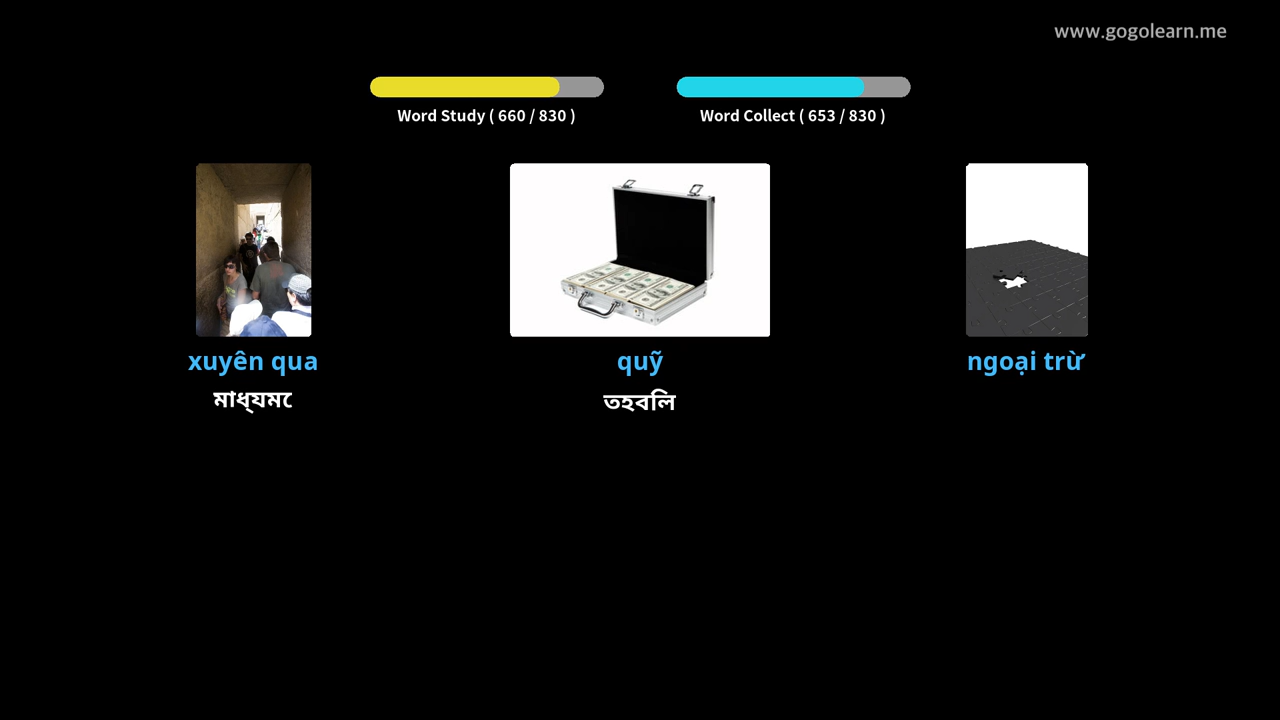 www.gogolearn.me
Word Study ( 660 / 830 )
Word Collect ( 653 / 830 )
xuyên qua
quỹ
ngoại trừ
মাধ্যমে
তহবিল